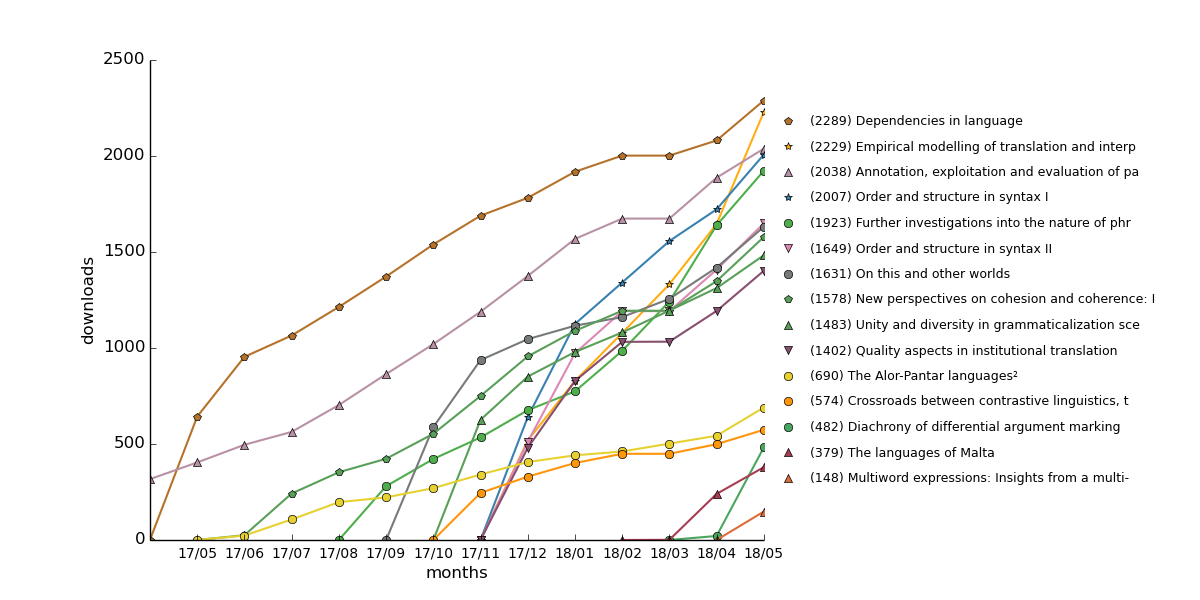 2500
2000
1500
1000
500
0
downloads
17/05 17/06 17/07 17/08 17/09 17/10 17/11 17/12 18/01 18/02 18/03 18/04 18/05
months
(2289) Dependencies in language
(2229) Empirical modelling of translation and interp
(2038) Annotation, exploitation and evaluation of pa
(2007) Order and structure in syntax I
(1923) Further investigations into the nature of phr
(1649) Order and structure in syntax II
(1631) On this and other worlds
(1578) New perspectives on cohesion and coherence: I
(1483) Unity and diversity in grammaticalization sce
(1402) Quality aspects in institutional translation
(690) The Alor-Pantar languages²
(574) Crossroads between contrastive linguistics, t
(482) Diachrony of differential argument marking
(379) The languages of Malta
(148) Multiword expressions: Insights from a multi-